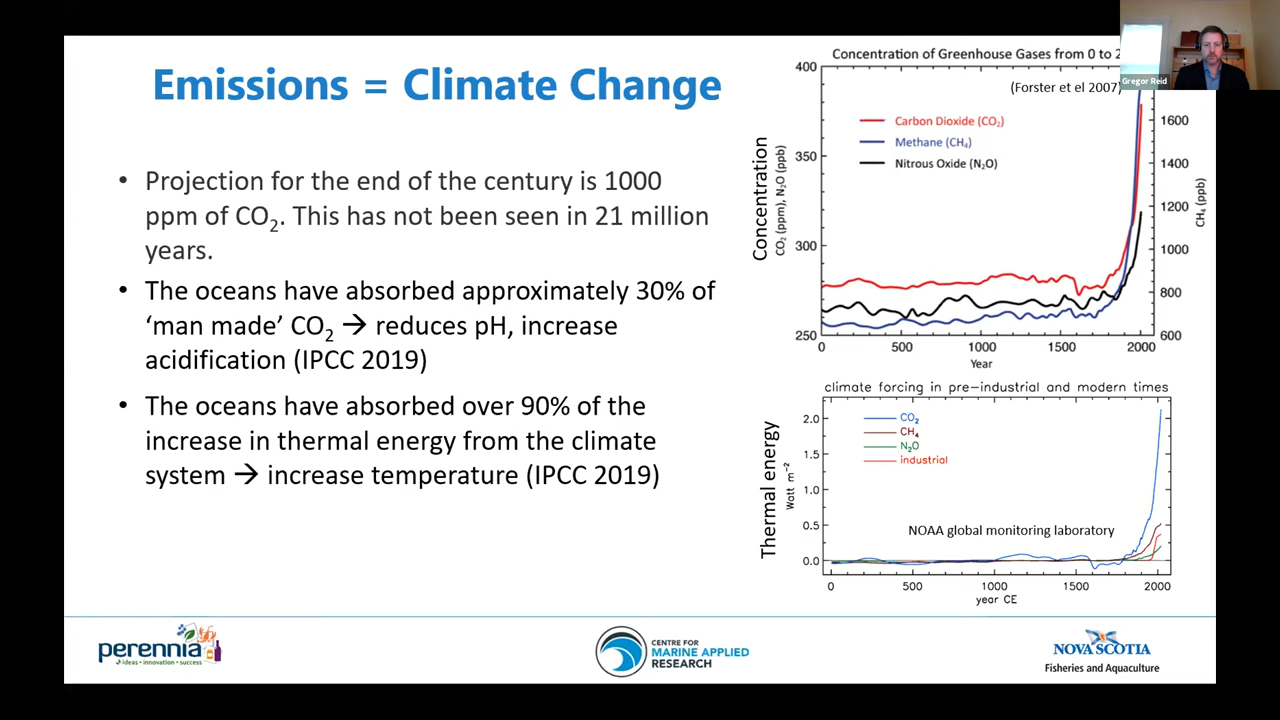 Emissions = Climate Change
• Projection for the end of the century is 1000
ppm of CO₂. This has not been seen in 21 million
years.
• The oceans have absorbed approximately 30% of
‘man made’ CO₂ → reduces pH, increase
acidification (IPCC 2019)
• The oceans have absorbed over 90% of the
increase in thermal energy from the climate
system → increase temperature (IPCC 2019)
Gregor Reid
Concentration of Greenhouse Gases from 0 to 2
(Forster et el 2007)
Carbon Dioxide (CO₂)
Methane (CH₄)
Nitrous Oxide (N₂O)
Concentration
CO₂ (ppm), N₂O (ppb)
400
350
300
250
CH₄ (ppb)
1600
1400
1200
1000
800
600
0 500 1000 1500 2000
Year
climate forcing in pre-industrial and modern times
CO₂
CH₄
N₂O
industrial
NOAA global monitoring laboratory
Thermal energy
Watt m⁻²
2.0
1.5
1.0
0.5
0.0
0 500 1000 1500 2000
year CE
perennia
ideas • innovation • success
CENTRE FOR
MARINE APPLIED
RESEARCH
NOVA SCOTIA
Fisheries and Aquaculture